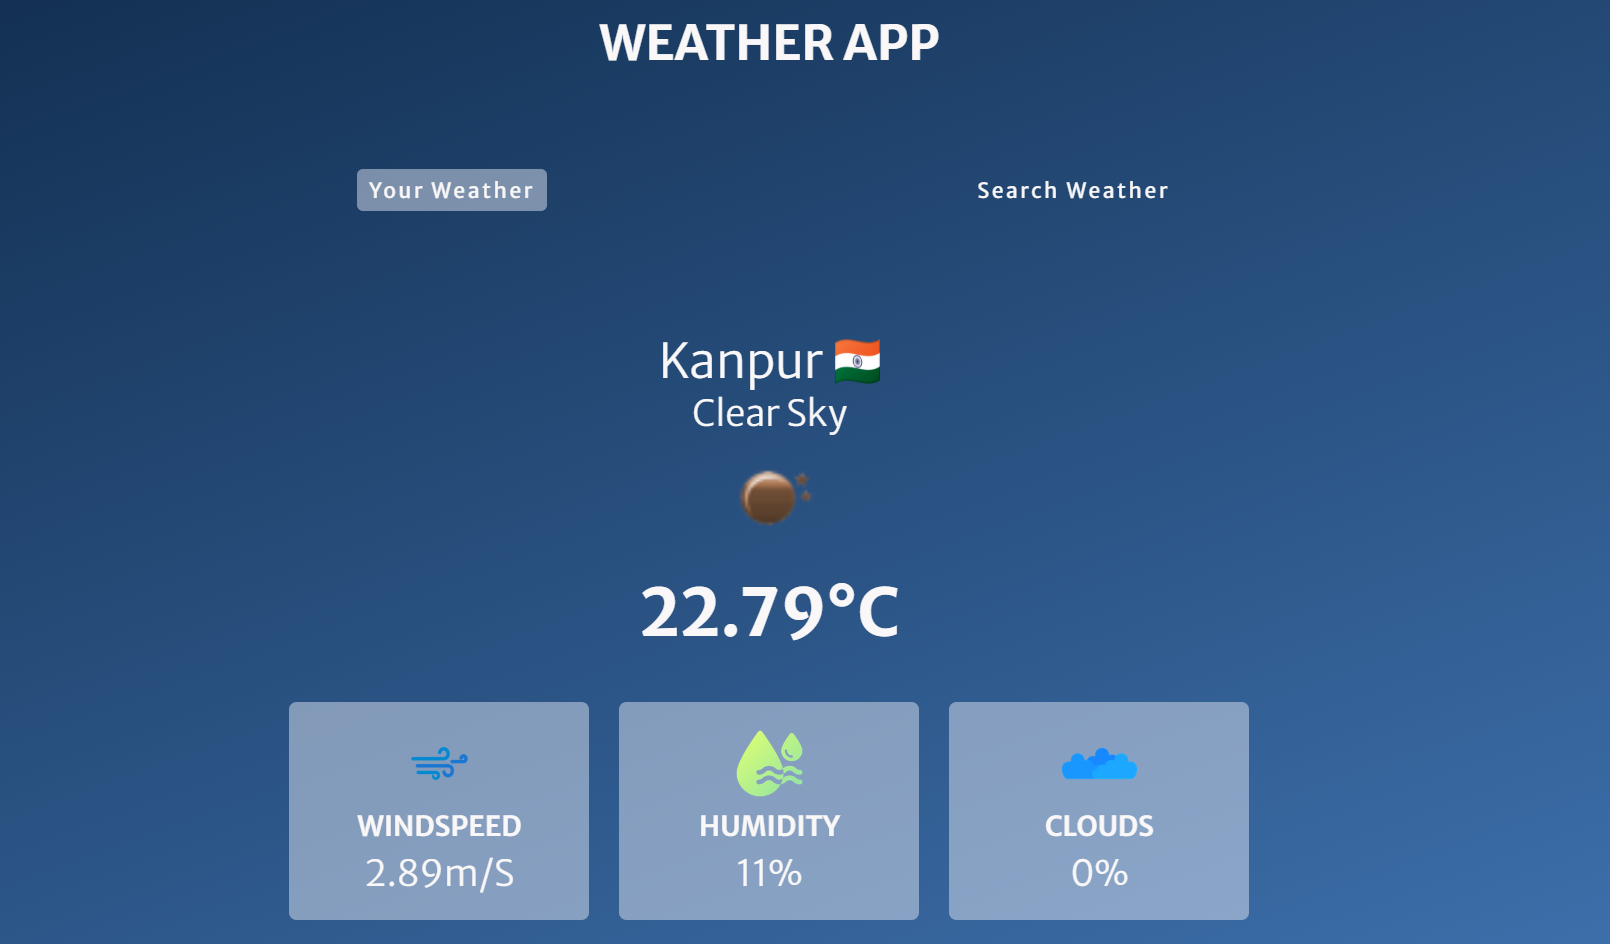 WEATHER APP
Your Weather
Search Weather
Kanpur
Clear Sky
22.79°C
WINDSPEED
2.89m/S
HUMIDITY
11%
CLOUDS
0%